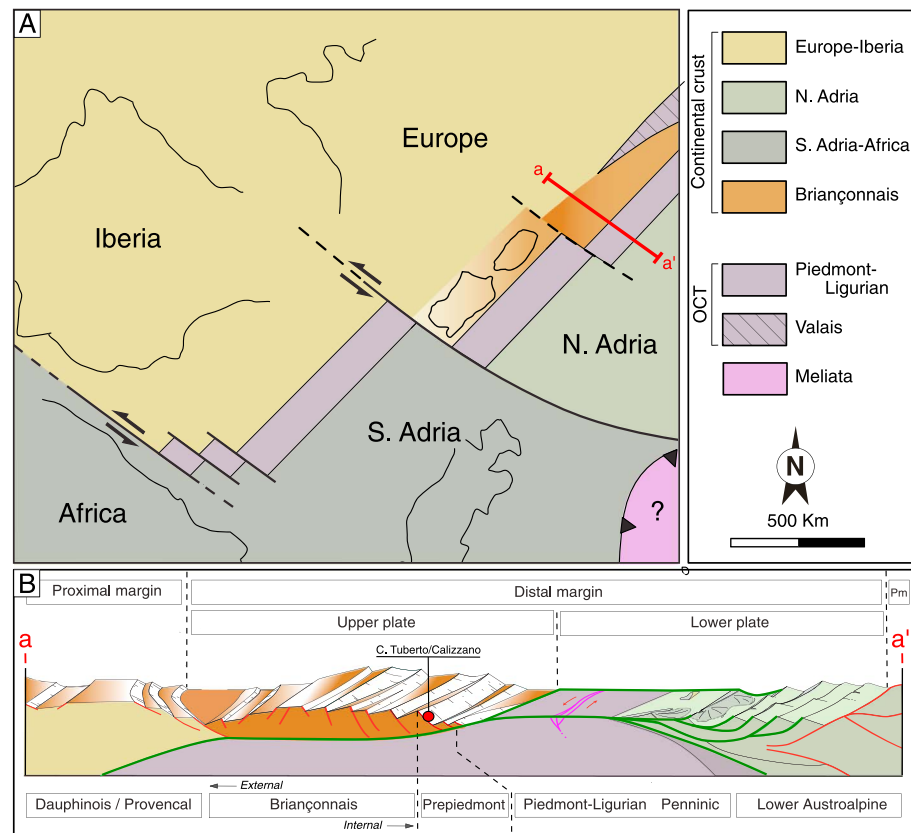 A
Europe
Iberia
a
a'
N. Adria
S. Adria
Africa
?
Continental crust
Europe-Iberia
N. Adria
S. Adria-Africa
Briançonnais
OCT
Piedmont-
Ligurian
Valais
Meliata
N
500 Km
B
Proximal margin
Distal margin
Pm
Upper plate
Lower plate
a
C. Tuberto/Calizzano
a'
External
Dauphinois / Provencal
Briançonnais
Prepiedmont
Piedmont-Ligurian Penninic
Lower Austroalpine
Internal